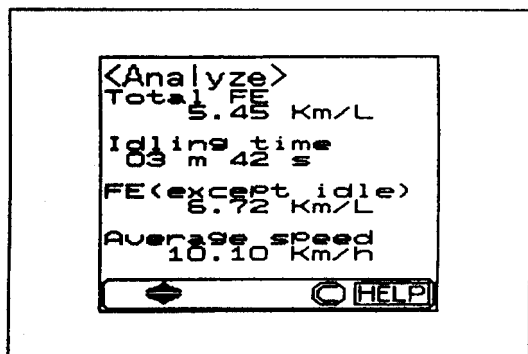 <Analyze>
Total FE
5.45 Km/L
Idling time
03 m 42 s
FE(except idle)
6.72 Km/L
Average speed
10.10 Km/h
C HELP